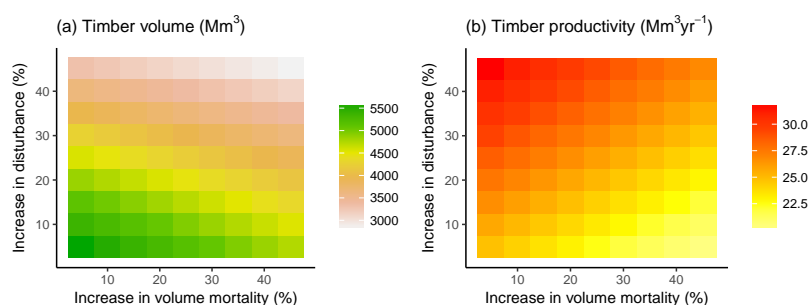 (a) Timber volume (Mm³)
Increase in disturbance (%)
40
30
20
10
10 20 30 40
Increase in volume mortality (%)
5500
5000
4500
4000
3500
3000
(b) Timber productivity (Mm³yr⁻¹)
Increase in disturbance (%)
40
30
20
10
10 20 30 40
Increase in volume mortality (%)
30.0
27.5
25.0
22.5